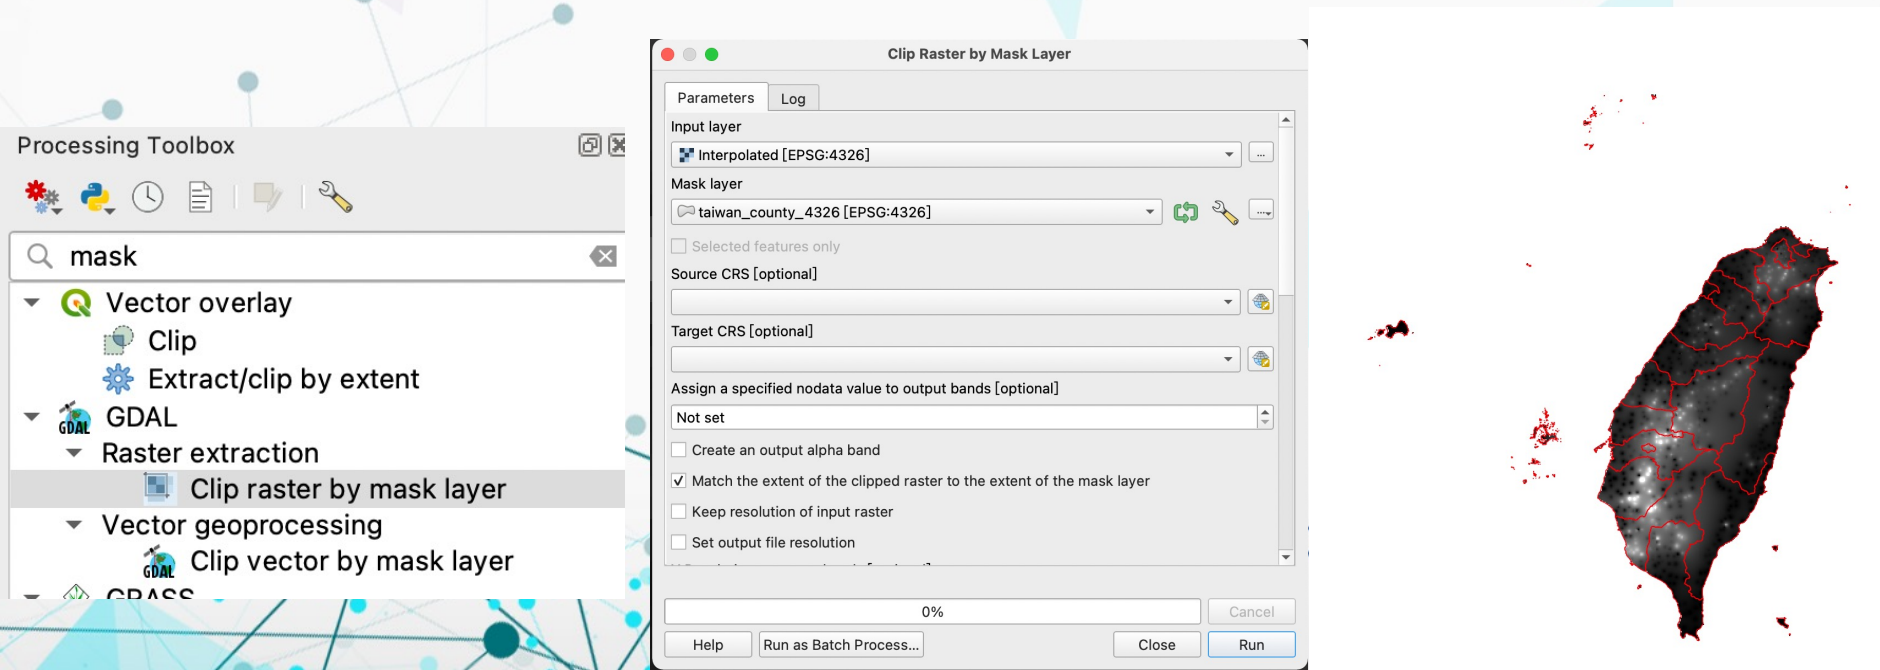 Processing Toolbox
mask
Vector overlay
Clip
Extract/clip by extent
GDAL
GDAL
Raster extraction
Clip raster by mask layer
Vector geoprocessing
GDAL
Clip vector by mask layer
GRASS
Clip Raster by Mask Layer
Parameters
Log
Input layer
Interpolated [EPSG:4326]
...
Mask layer
taiwan_county_4326 [EPSG:4326]
...
Selected features only
Source CRS [optional]
Target CRS [optional]
Assign a specified nodata value to output bands [optional]
Not set
Create an output alpha band
Match the extent of the clipped raster to the extent of the mask layer
Keep resolution of input raster
Set output file resolution
0%
Cancel
Help
Run as Batch Process...
Close
Run